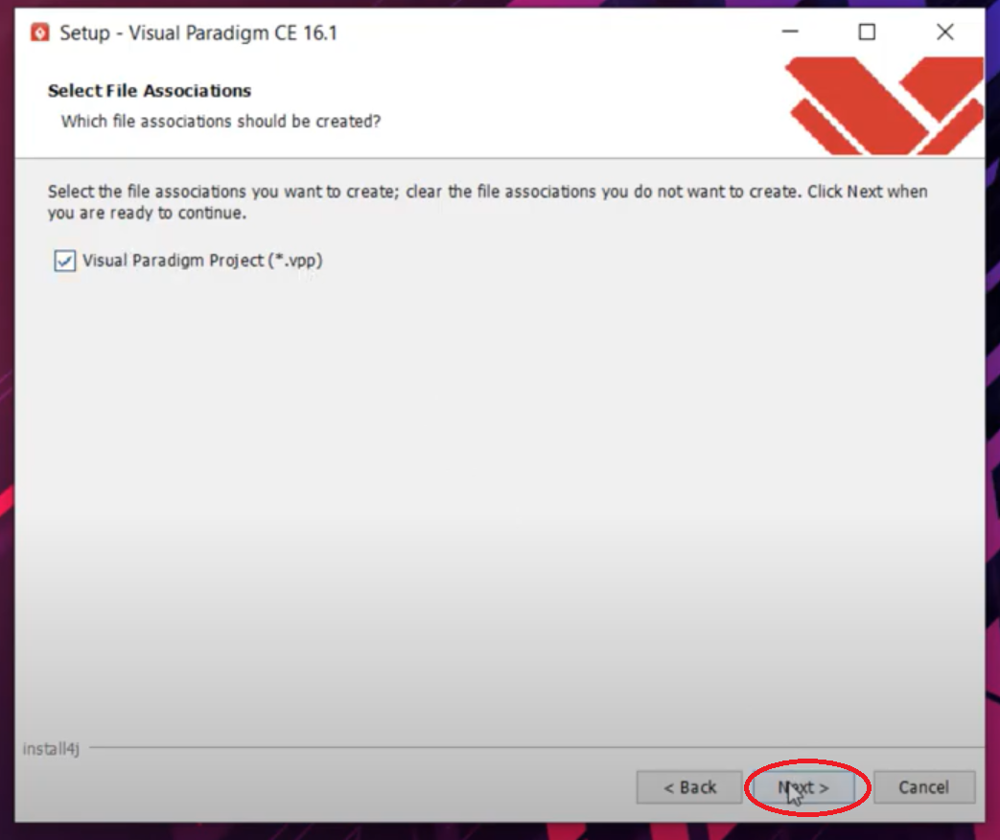 Setup - Visual Paradigm CE 16.1
Select File Associations
Which file associations should be created?
Select the file associations you want to create; clear the file associations you do not want to create. Click Next when
you are ready to continue.
Visual Paradigm Project (*.vpp)
install4j
< Back
Next >
Cancel